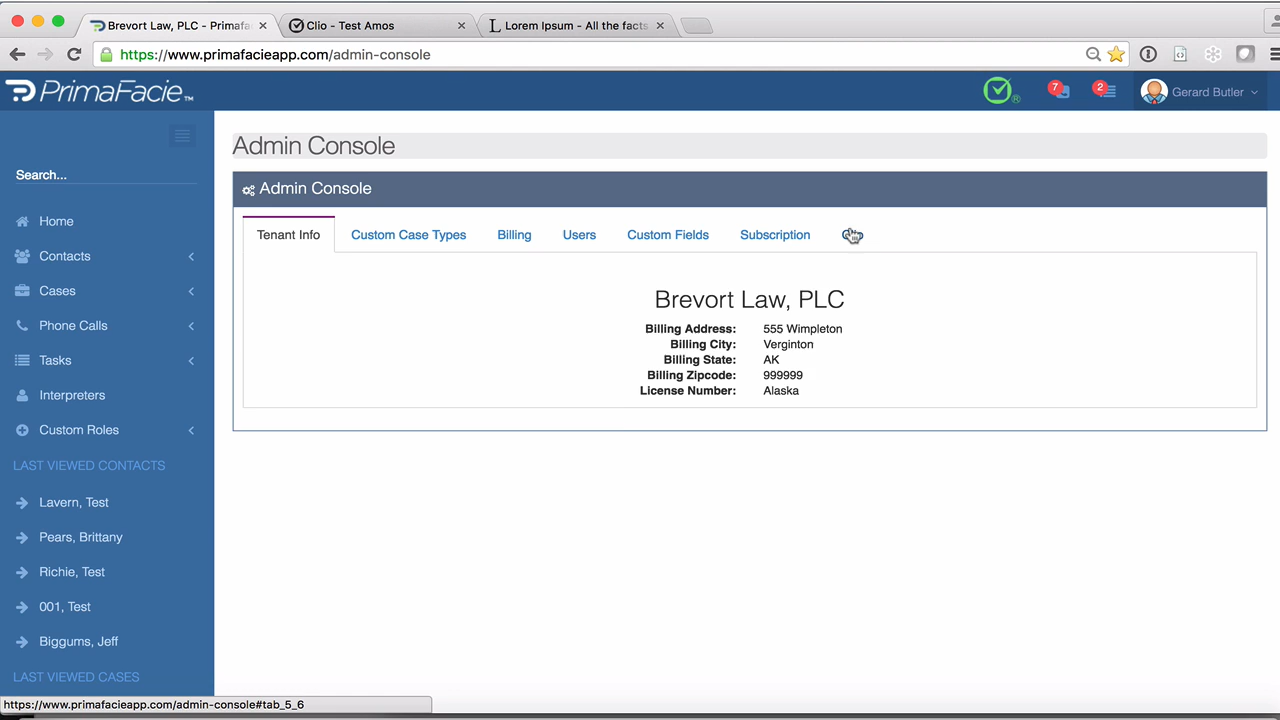 Brevort Law, PLC - Primafa
Clio - Test Amos
Lorem Ipsum - All the facts
https://www.primafacieapp.com/admin-console
PrimaFacie™
7
2
Gerard Butler
Search...
Home
Contacts
Cases
Phone Calls
Tasks
Interpreters
Custom Roles
LAST VIEWED CONTACTS
Lavern, Test
Pears, Brittany
Richie, Test
001, Test
Biggums, Jeff
LAST VIEWED CASES
Admin Console
Admin Console
Tenant Info Custom Case Types Billing Users Custom Fields Subscription
Brevort Law, PLC
Billing Address: 555 Wimpleton
Billing City: Verginton
Billing State: AK
Billing Zipcode: 999999
License Number: Alaska
https://www.primafacieapp.com/admin-console#tab_5_6